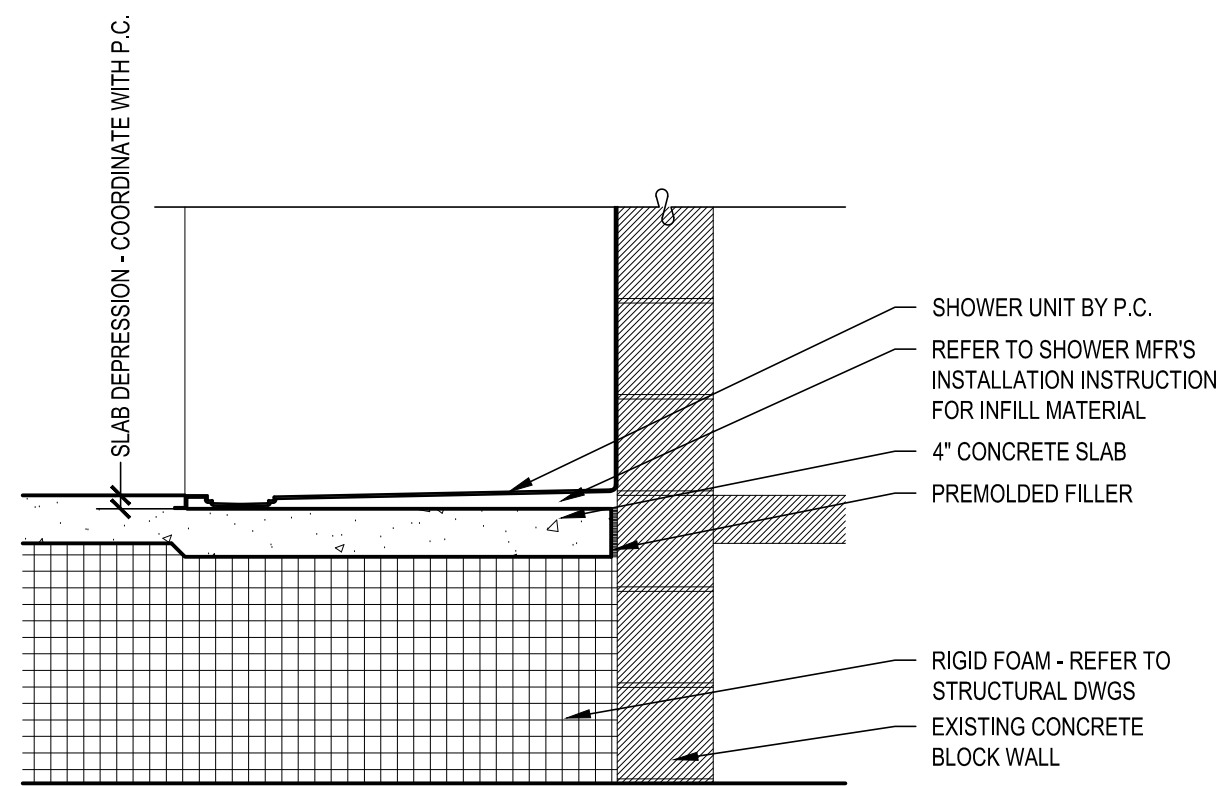 SLAB DEPRESSION - COORDINATE WITH P.C.
SHOWER UNIT BY P.C.
REFER TO SHOWER MFR'S
INSTALLATION INSTRUCTION
FOR INFILL MATERIAL
4" CONCRETE SLAB
PREMOLDED FILLER
RIGID FOAM - REFER TO
STRUCTURAL DWGS
EXISTING CONCRETE
BLOCK WALL